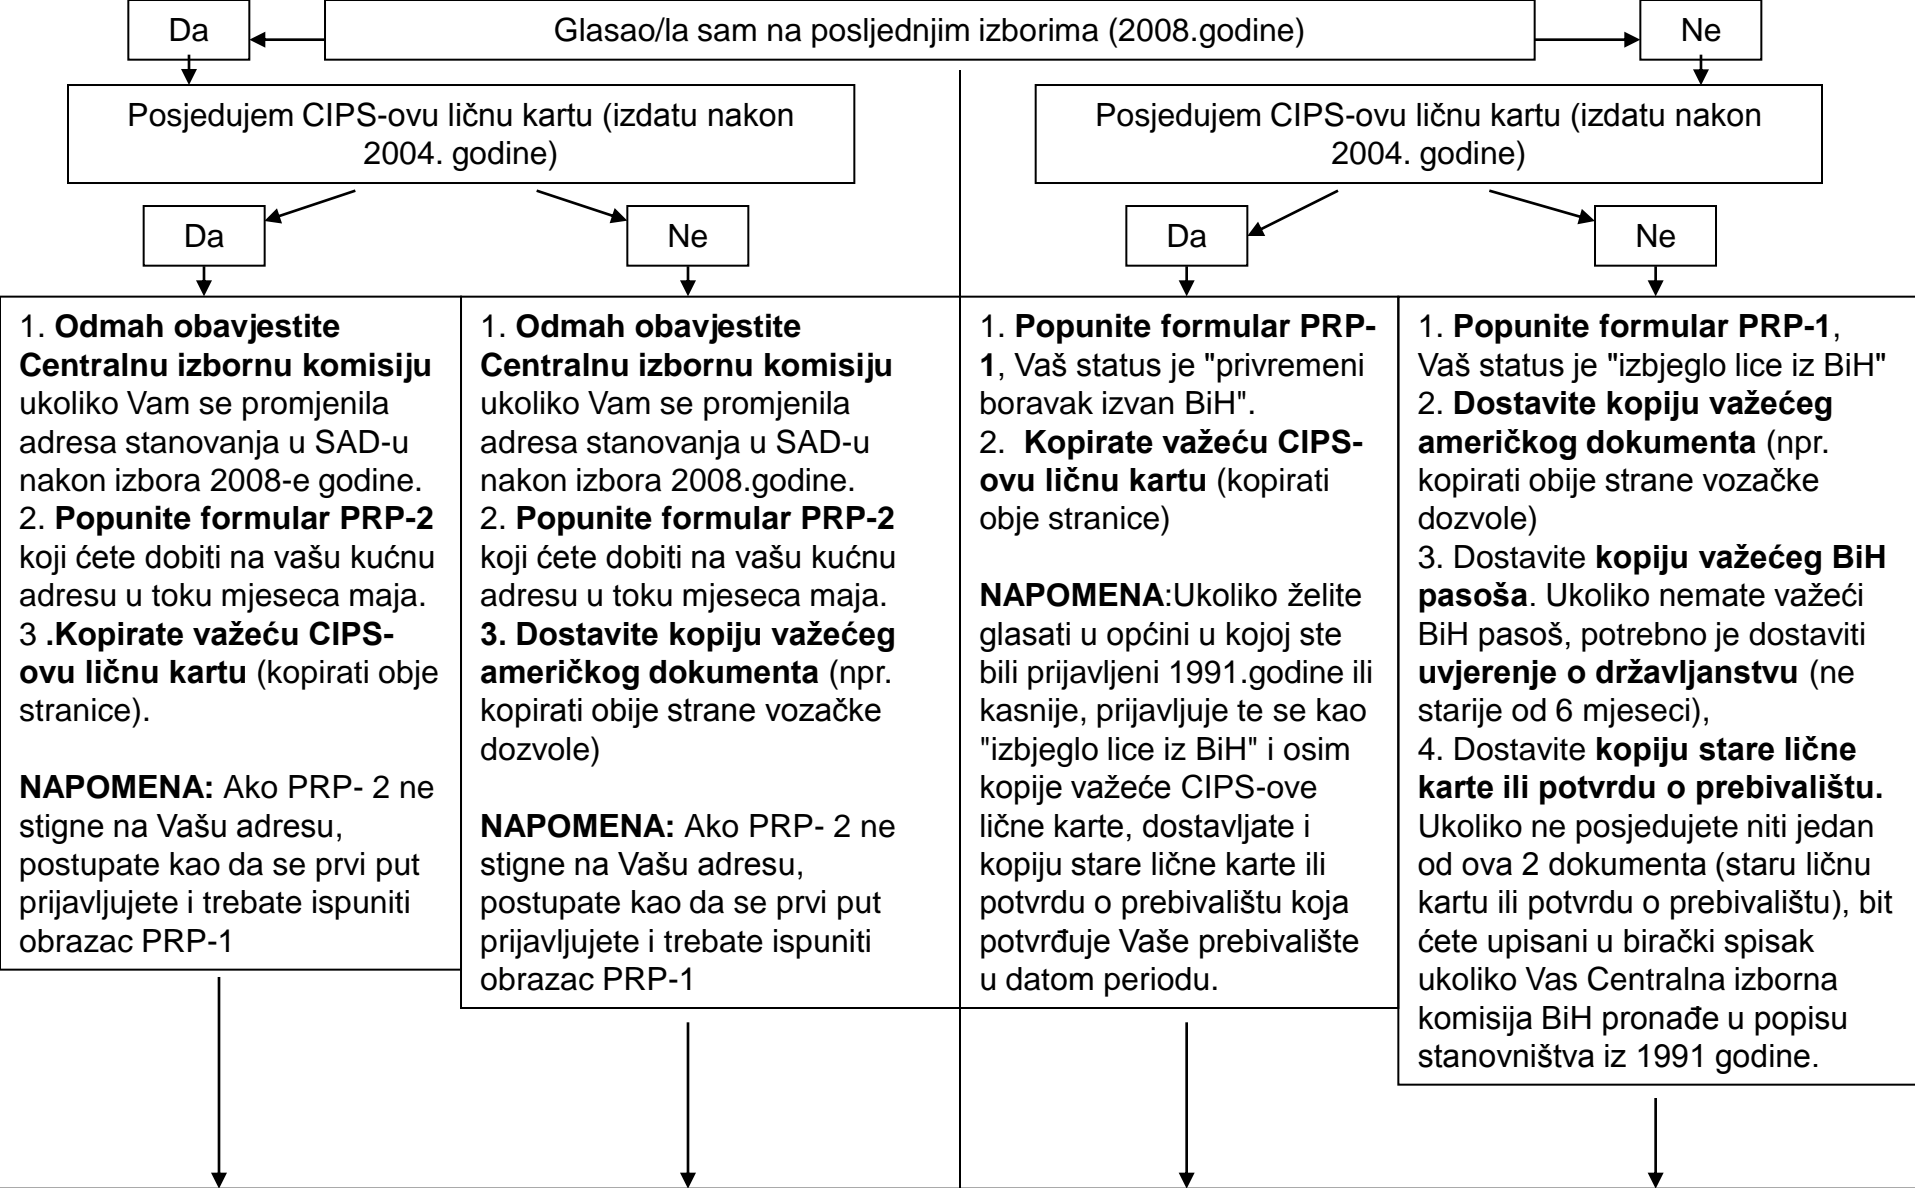 Da
Glasao/la sam na posljednjim izborima (2008.godine)
Ne
Posjedujem CIPS-ovu ličnu kartu (izdatu nakon
2004. godine)
Posjedujem CIPS-ovu ličnu kartu (izdatu nakon
2004. godine)
Da
Ne
Da
Ne
1. Odmah obavjestite
Centralnu izbornu komisiju
ukoliko Vam se promjenila
adresa stanovanja u SAD-u
nakon izbora 2008-e godine.
2. Popunite formular PRP-2
koji ćete dobiti na vašu kućnu
adresu u toku mjeseca maja.
3 .Kopirate važeću CIPS-
ovu ličnu kartu (kopirati obje
stranice).
NAPOMENA: Ako PRP- 2 ne
stigne na Vašu adresu,
postupate kao da se prvi put
prijavljujete i trebate ispuniti
obrazac PRP-1
1. Odmah obavjestite
Centralnu izbornu komisiju
ukoliko Vam se promjenila
adresa stanovanja u SAD-u
nakon izbora 2008.godine.
2. Popunite formular PRP-2
koji ćete dobiti na vašu kućnu
adresu u toku mjeseca maja.
3. Dostavite kopiju važećeg
američkog dokumenta (npr.
kopirati obije strane vozačke
dozvole)
NAPOMENA: Ako PRP- 2 ne
stigne na Vašu adresu,
postupate kao da se prvi put
prijavljujete i trebate ispuniti
obrazac PRP-1
1. Popunite formular PRP-
1, Vaš status je "privremeni
boravak izvan BiH".
2. Kopirate važeću CIPS-
ovu ličnu kartu (kopirati
obje stranice)
NAPOMENA:Ukoliko želite
glasati u općini u kojoj ste
bili prijavljeni 1991.godine ili
kasnije, prijavljuje te se kao
"izbjeglo lice iz BiH" i osim
kopije važeće CIPS-ove
lične karte, dostavljate i
kopiju stare lične karte ili
potvrdu o prebivalištu koja
potvrđuje Vaše prebivalište
u datom periodu.
1. Popunite formular PRP-1,
Vaš status je "izbjeglo lice iz BiH"
2. Dostavite kopiju važećeg
američkog dokumenta (npr.
kopirati obije strane vozačke
dozvole)
3. Dostavite kopiju važećeg BiH
pasoša. Ukoliko nemate važeći
BiH pasoš, potrebno je dostaviti
uvjerenje o državljanstvu (ne
starije od 6 mjeseci),
4. Dostavite kopiju stare lične
karte ili potvrdu o prebivalištu.
Ukoliko ne posjedujete niti jedan
od ova 2 dokumenta (staru ličnu
kartu ili potvrdu o prebivalištu), bit
ćete upisani u birački spisak
ukoliko Vas Centralna izborna
komisija BiH pronađe u popisu
stanovništva iz 1991 godine.